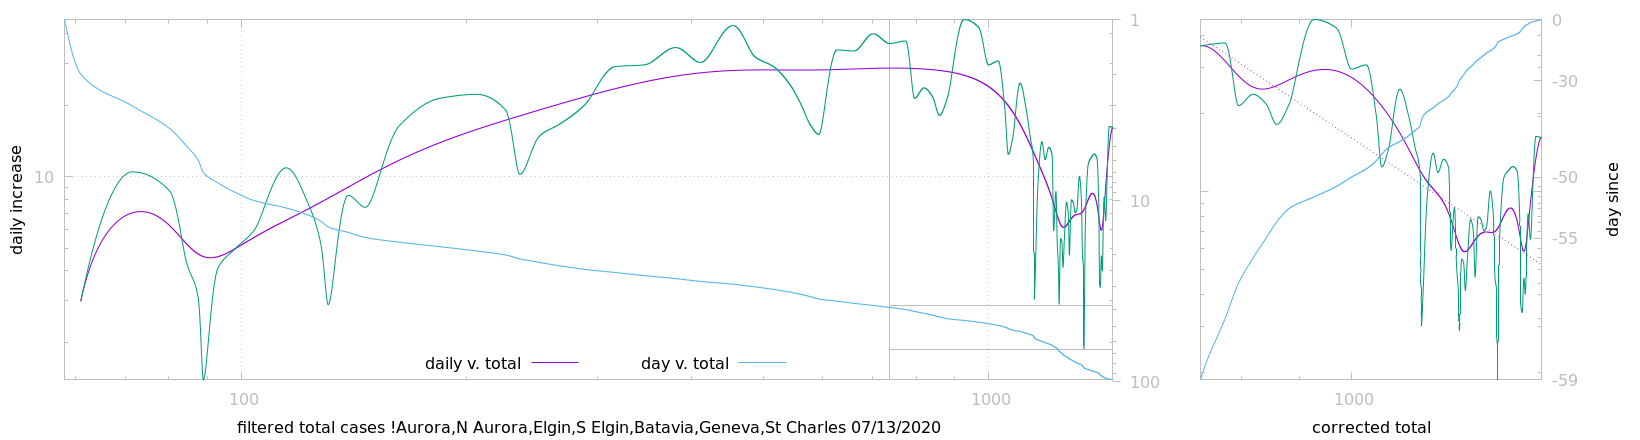 1
0
-30
10
-50
10
-55
daily increase
day since
daily v. total
day v. total
100
-59
100
1000
1000
filtered total cases !Aurora,N Aurora,Elgin,S Elgin,Batavia,Geneva,St Charles 07/13/2020
corrected total